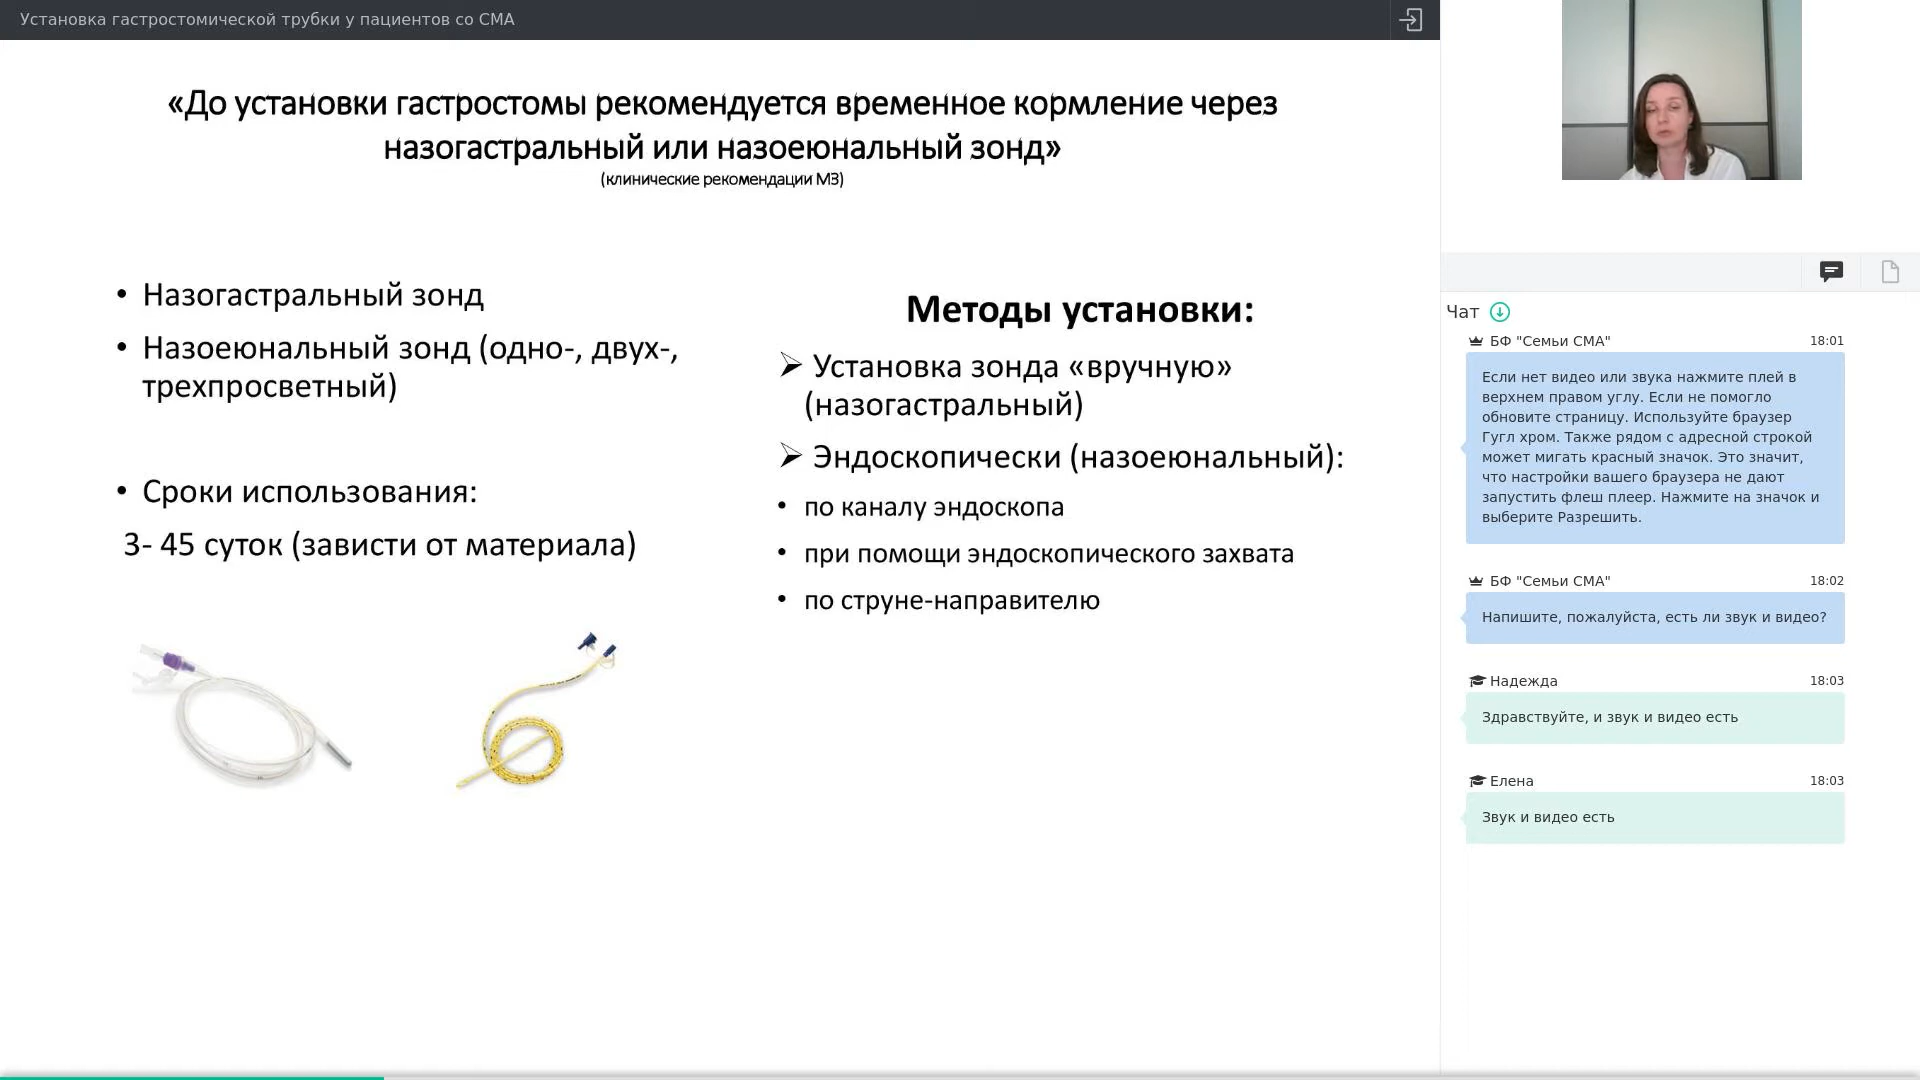 Установка гастростомической трубки у пациентов со СМА
«До установки гастростомы рекомендуется временное кормление через
назогастральный или назоеюнальный зонд»
(клинические рекомендации МЗ)
• Назогастральный зонд
• Назоеюнальный зонд (одно-, двух-,
трехпросветный)
• Сроки использования:
3- 45 суток (зависти от материала)
Методы установки:
➢ Установка зонда «вручную»
(назогастральный)
➢ Эндоскопически (назоеюнальный):
• по каналу эндоскопа
• при помощи эндоскопического захвата
• по струне-направителю
Чат
БФ "Семьи СМА" 18:01
Если нет видео или звука нажмите плей в
верхнем правом углу. Если не помогло
обновите страницу. Используйте браузер
Гугл хром. Также рядом с адресной строкой
может мигать красный значок. Это значит,
что настройки вашего браузера не дают
запустить флеш плеер. Нажмите на значок и
выберите Разрешить.
БФ "Семьи СМА" 18:02
Напишите, пожалуйста, есть ли звук и видео?
Надежда 18:03
Здравствуйте, и звук и видео есть
Елена 18:03
Звук и видео есть